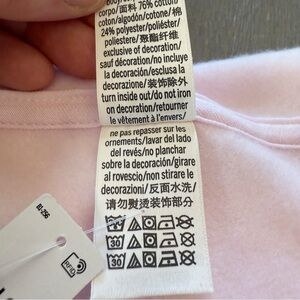 corpo/面料 76% cotton/
coton/algodón/cotone/棉
24% polyester/poliéster/
poliestere/聚酯纤维
exclusive of decoration/
sauf décoration/no incluye
la decoración/esclusa la
decorazione/装饰除外
turn inside out/do not iron
on decoration/retourner
le vêtement à l'envers/
ne pas repasser sur les
ornements/lavar del lado
del revés/no planchar
sobre la decoración/girare
al rovescio/non stirare le
decorazioni/反面水洗/
请勿熨烫装饰部分
30
30
30
RFID